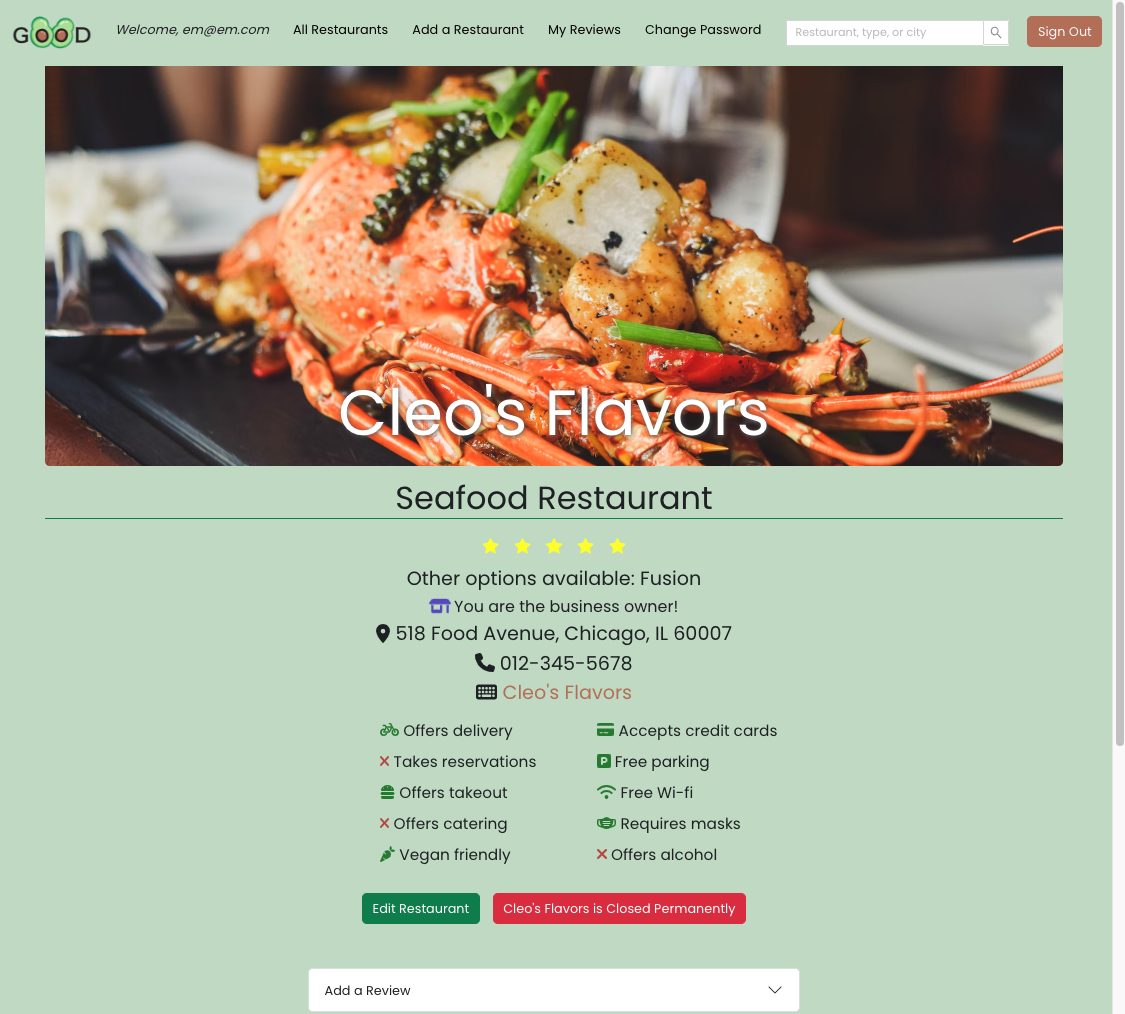 GOOD
Welcome, em@em.com
All Restaurants
Add a Restaurant
My Reviews
Change Password
Restaurant, type, or city
Sign Out
Cleo's Flavors
Seafood Restaurant
Other options available: Fusion
You are the business owner!
518 Food Avenue, Chicago, IL 60007
012-345-5678
Cleo's Flavors
Offers delivery
Accepts credit cards
Takes reservations
Free parking
Offers takeout
Free Wi-fi
Offers catering
Requires masks
Vegan friendly
Offers alcohol
Edit Restaurant
Cleo's Flavors is Closed Permanently
Add a Review